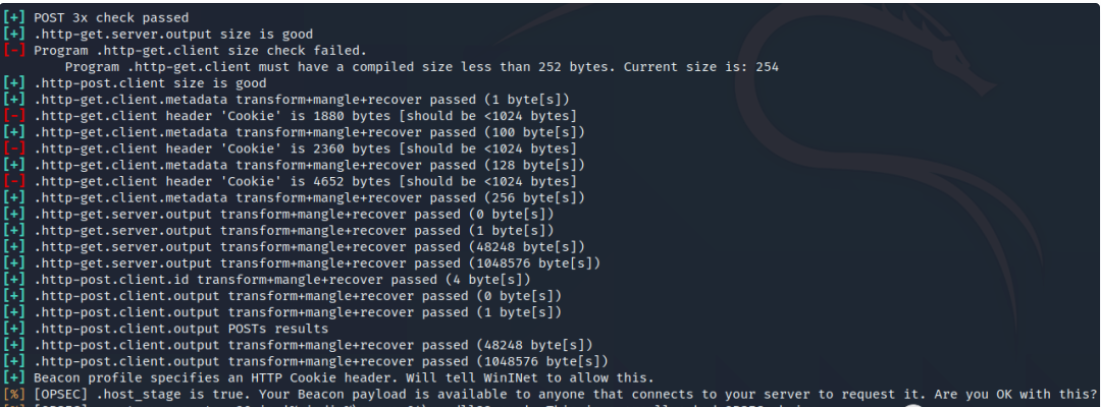 [+] POST 3x check passed
[+] .http-get.server.output size is good
[-] Program .http-get.client size check failed.
Program .http-get.client must have a compiled size less than 252 bytes. Current size is: 254
[+] .http-post.client size is good
[+] .http-get.client.metadata transform+mangle+recover passed (1 byte[s])
[-] .http-get.client header 'Cookie' is 1880 bytes [should be <1024 bytes]
[+] .http-get.client.metadata transform+mangle+recover passed (100 byte[s])
[-] .http-get.client header 'Cookie' is 2360 bytes [should be <1024 bytes]
[+] .http-get.client.metadata transform+mangle+recover passed (128 byte[s])
[-] .http-get.client header 'Cookie' is 4652 bytes [should be <1024 bytes]
[+] .http-get.client.metadata transform+mangle+recover passed (256 byte[s])
[+] .http-get.server.output transform+mangle+recover passed (0 byte[s])
[+] .http-get.server.output transform+mangle+recover passed (1 byte[s])
[+] .http-get.server.output transform+mangle+recover passed (48248 byte[s])
[+] .http-get.server.output transform+mangle+recover passed (1048576 byte[s])
[+] .http-post.client.id transform+mangle+recover passed (4 byte[s])
[+] .http-post.client.output transform+mangle+recover passed (0 byte[s])
[+] .http-post.client.output transform+mangle+recover passed (1 byte[s])
[+] .http-post.client.output POSTs results
[+] .http-post.client.output transform+mangle+recover passed (48248 byte[s])
[+] .http-post.client.output transform+mangle+recover passed (1048576 byte[s])
[+] Beacon profile specifies an HTTP Cookie header. Will tell WinINet to allow this.
[%] [OPSEC] .host_stage is true. Your Beacon payload is available to anyone that connects to your server to request it. Are you OK with this?